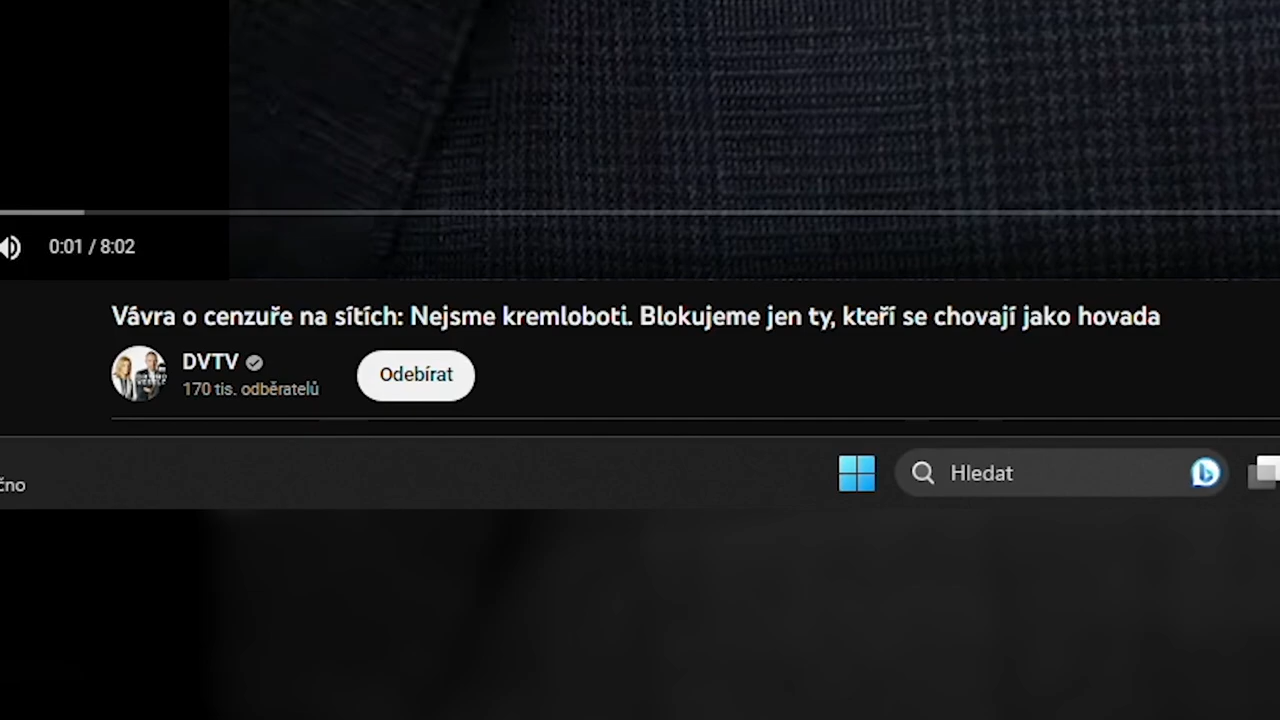 0:01 / 8:02
Vávra o cenzuře na sítích: Nejsme kremloboti. Blokujeme jen ty, kteří se chovají jako hovada
DVTV
170 tis. odběratelů
Odebírat
čno
Hledat